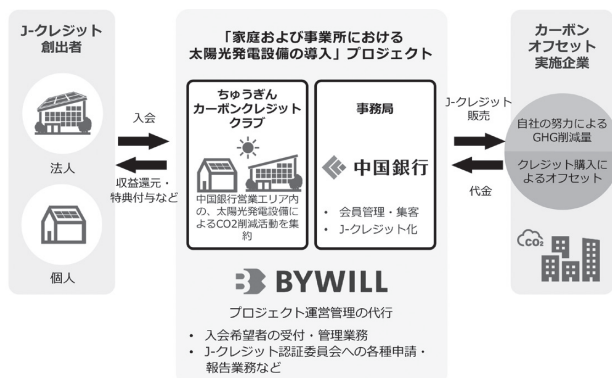 J-クレジット
創出者
法人
個人
入会
収益還元・
特典付与など
「家庭および事業所における
太陽光発電設備の導入」プロジェクト
ちゅうぎん
カーボンクレジット
クラブ
中国銀行営業エリア内
の、太陽光発電設備に
よるCO2削減活動を集
約
事務局
中国銀行
• 会員管理・集客
• J-クレジット化
BYWILL
プロジェクト運営管理の代行
• 入会希望者の受付・管理業務
• J-クレジット認証委員会への各種申請・
報告業務など
J-クレジット
販売
代金
カーボン
オフセット
実施企業
自社の努力による
GHG削減量
クレジット購入に
よるオフセット
CO₂